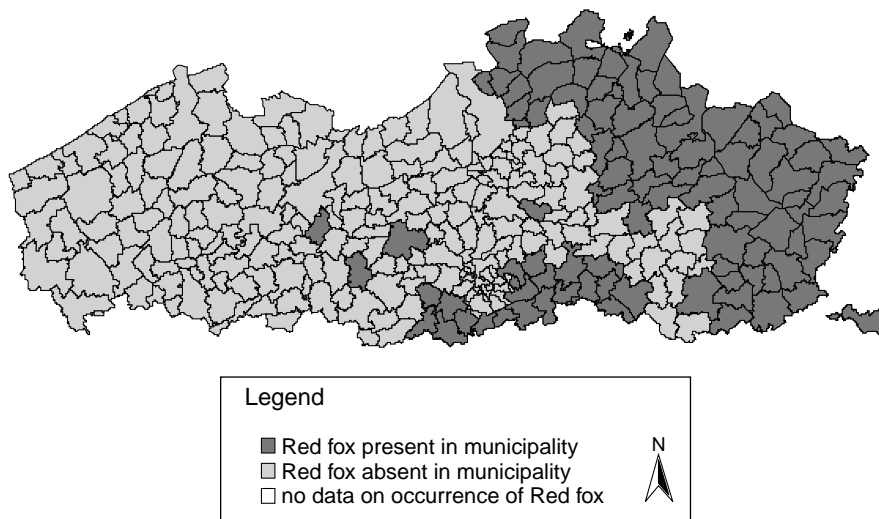 Legend
Red fox present in municipality
Red fox absent in municipality
no data on occurrence of Red fox
N